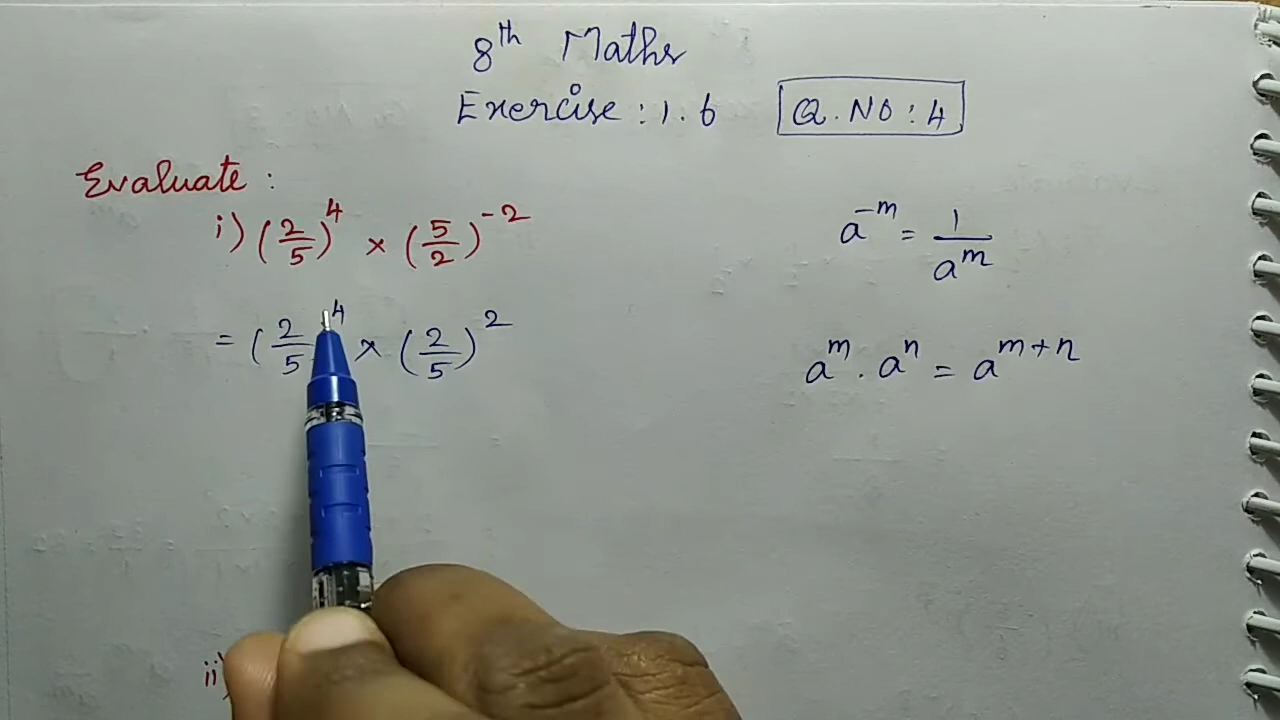 8th Maths
Exercise : 1.6 Q. No : 4
Evaluate :
i) (2/5)^4 × (5/2)^-2
a^-m = 1/a^m
= (2/5)^4 × (2/5)^2
a^m . a^n = a^m+n
ii)